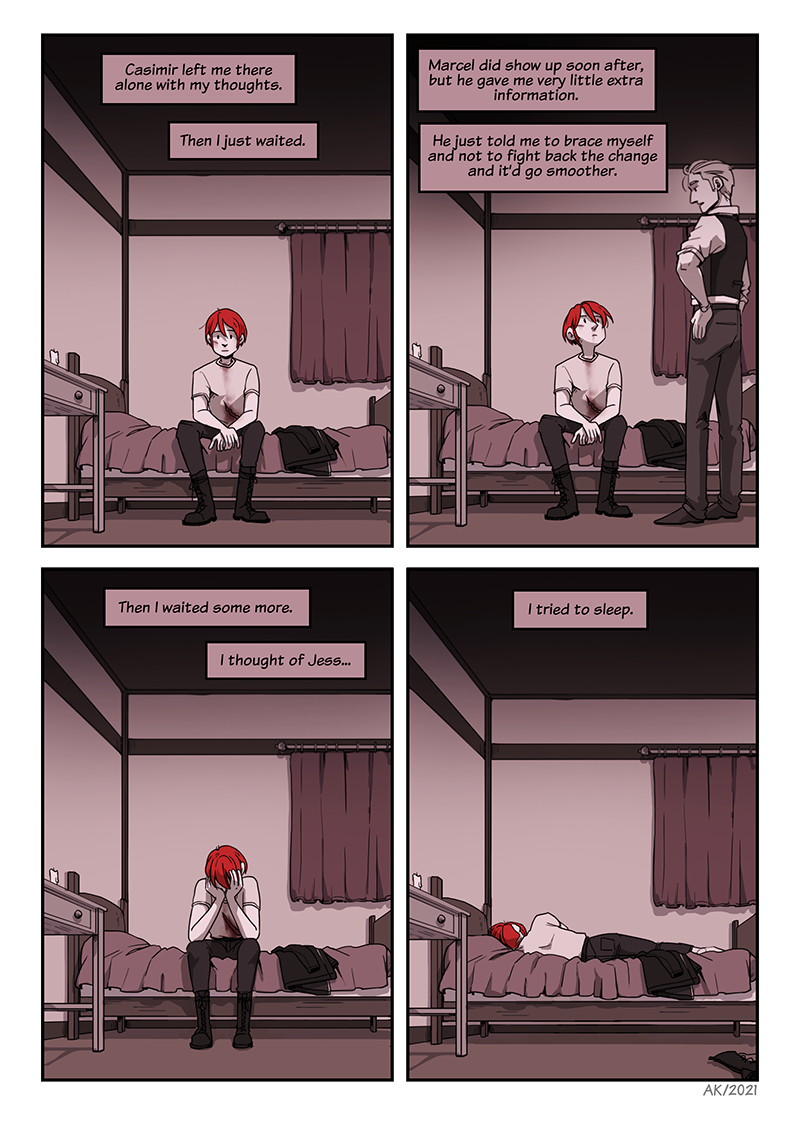 Casimir left me there
alone with my thoughts.
Then I just waited.
Marcel did show up soon after,
but he gave me very little extra
information.
He just told me to brace myself
and not to fight back the change
and it'd go smoother.
Then I waited some more.
I thought of Jess...
I tried to sleep.
AK/2021